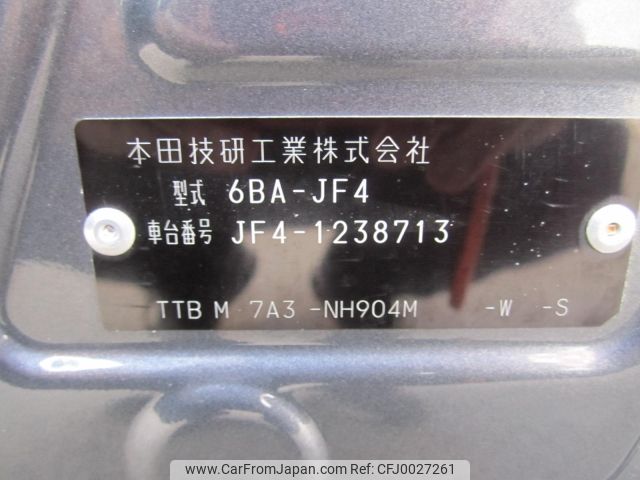 本田技研工業株式会社
型式 6BA-JF4
車台番号 JF4-1238713
TTB M 7A3 -NH904M -W -S
www.CarFromJapan.com | REF: CFJ0027261